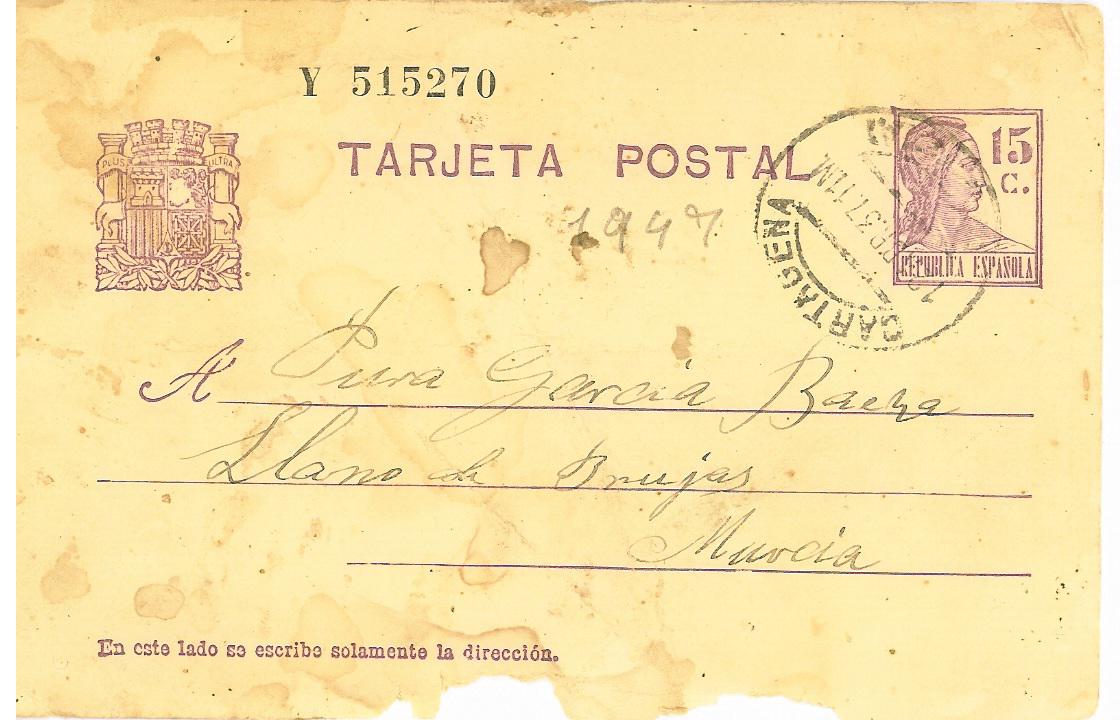 Y 515270
PLUS ULTRA
TARJETA POSTAL
15
C.
REPUBLICA ESPAÑOLA
CARTAGENA
1947
A Pura Garcia Baeza
Llano de Brujas
Murcia
En este lado se escribe solamente la dirección.